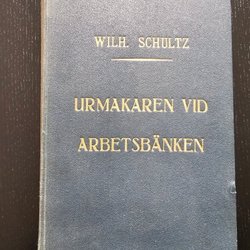 WILH. SCHULTZ
URMAKAREN VID
ARBETSBÄNKEN